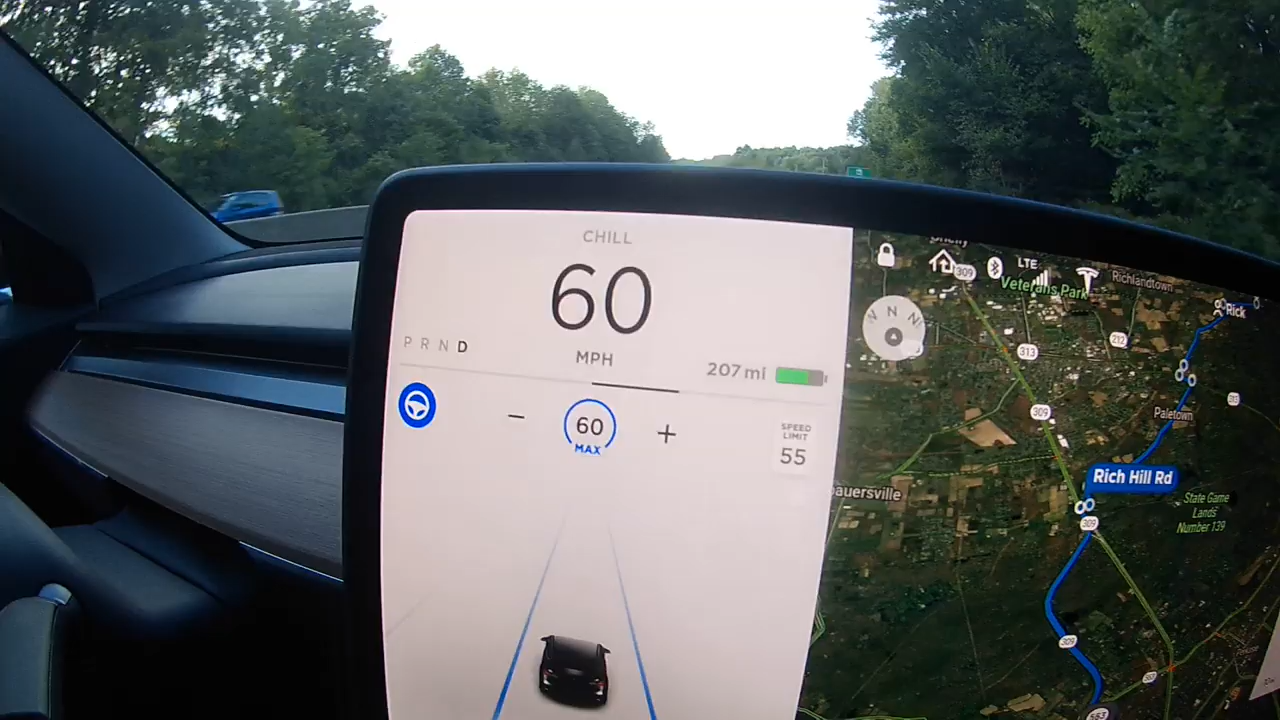 CHILL
60
MPH
P R N D
207 mi
60
MAX
SPEED
LIMIT
55
LTE
309
Veterans Park
Richlandtown
N
Rick
313
212
309
Paletown
Rich Hill Rd
State Game
Lands
Number 139
309
309